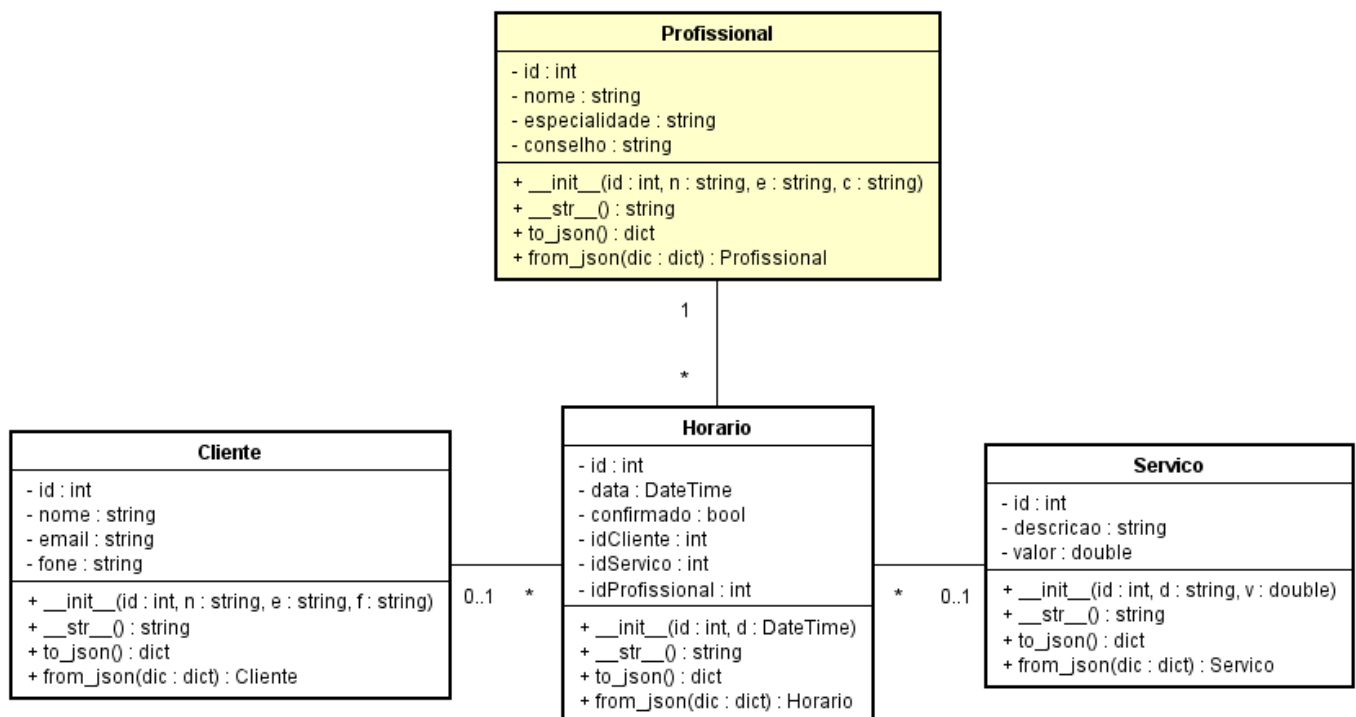 Profissional
- id : int
- nome : string
- especialidade : string
- conselho : string
+ __init__(id : int, n : string, e : string, c : string)
+ __str__() : string
+ to_json() : dict
+ from_json(dic : dict) : Profissional
1
*
Cliente
- id : int
- nome : string
- email : string
- fone : string
+ __init__(id : int, n : string, e : string, f : string)
+ __str__() : string
+ to_json() : dict
+ from_json(dic : dict) : Cliente
0..1 *
Horario
- id : int
- data : DateTime
- confirmado : bool
- idCliente : int
- idServico : int
- idProfissional : int
+ __init__(id : int, d : DateTime)
+ __str__() : string
+ to_json() : dict
+ from_json(dic : dict) : Horario
* 0..1
Servico
- id : int
- descricao : string
- valor : double
+ __init__(id : int, d : string, v : double)
+ __str__() : string
+ to_json() : dict
+ from_json(dic : dict) : Servico